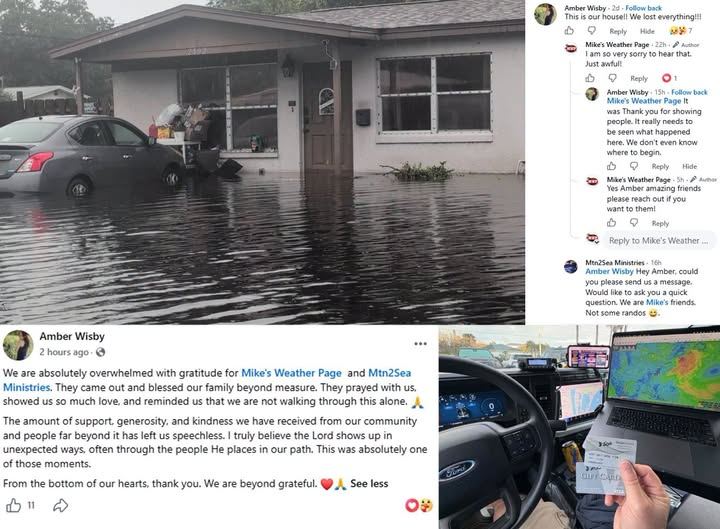 Amber Wisby · 2d · Follow back
This is our house!! We lost everything!!!
Reply Hide 7
Mike's Weather Page · 22h · Author
I am so very sorry to hear that.
Just awful!
Reply 1
Amber Wisby · 15h · Follow back
Mike's Weather Page It
was Thank you for showing
people. It really needs to
be seen what happened
here. We don't even know
where to begin.
Reply Hide
Mike's Weather Page · 5h · Author
Yes Amber amazing friends
please reach out if you
want to them!
Reply
Reply to Mike's Weather ...
Mtn2Sea Ministries · 16h
Amber Wisby Hey Amber, could
you please send us a message.
Would like to ask you a quick
question. We are Mike's friends.
Not some randos 😄.
Amber Wisby
2 hours ago ·
We are absolutely overwhelmed with gratitude for Mike's Weather Page and Mtn2Sea
Ministries. They came out and blessed our family beyond measure. They prayed with us,
showed us so much love, and reminded us that we are not walking through this alone. 🙏
The amount of support, generosity, and kindness we have received from our community
and people far beyond it has left us speechless. I truly believe the Lord shows up in
unexpected ways, often through the people He places in our path. This was absolutely one
of those moments.
From the bottom of our hearts, thank you. We are beyond grateful. ❤️🙏 See less
11
Ford
GIFT CARD